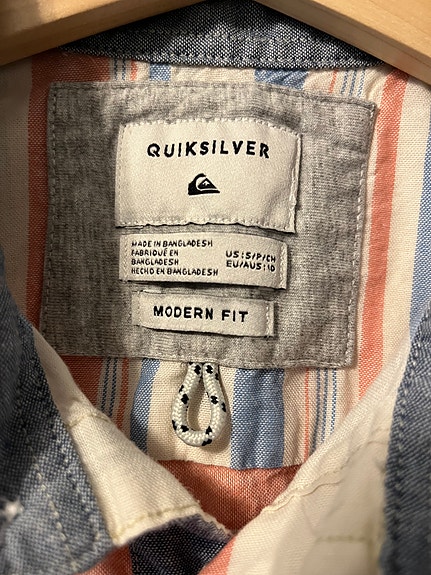 QUIKSILVER
MADE IN BANGLADESH
FABRIQUÉ EN
BANGLADESH
HECHO EN BANGLADESH
US:S/P/CH
EU/AUS:10
MODERN FIT